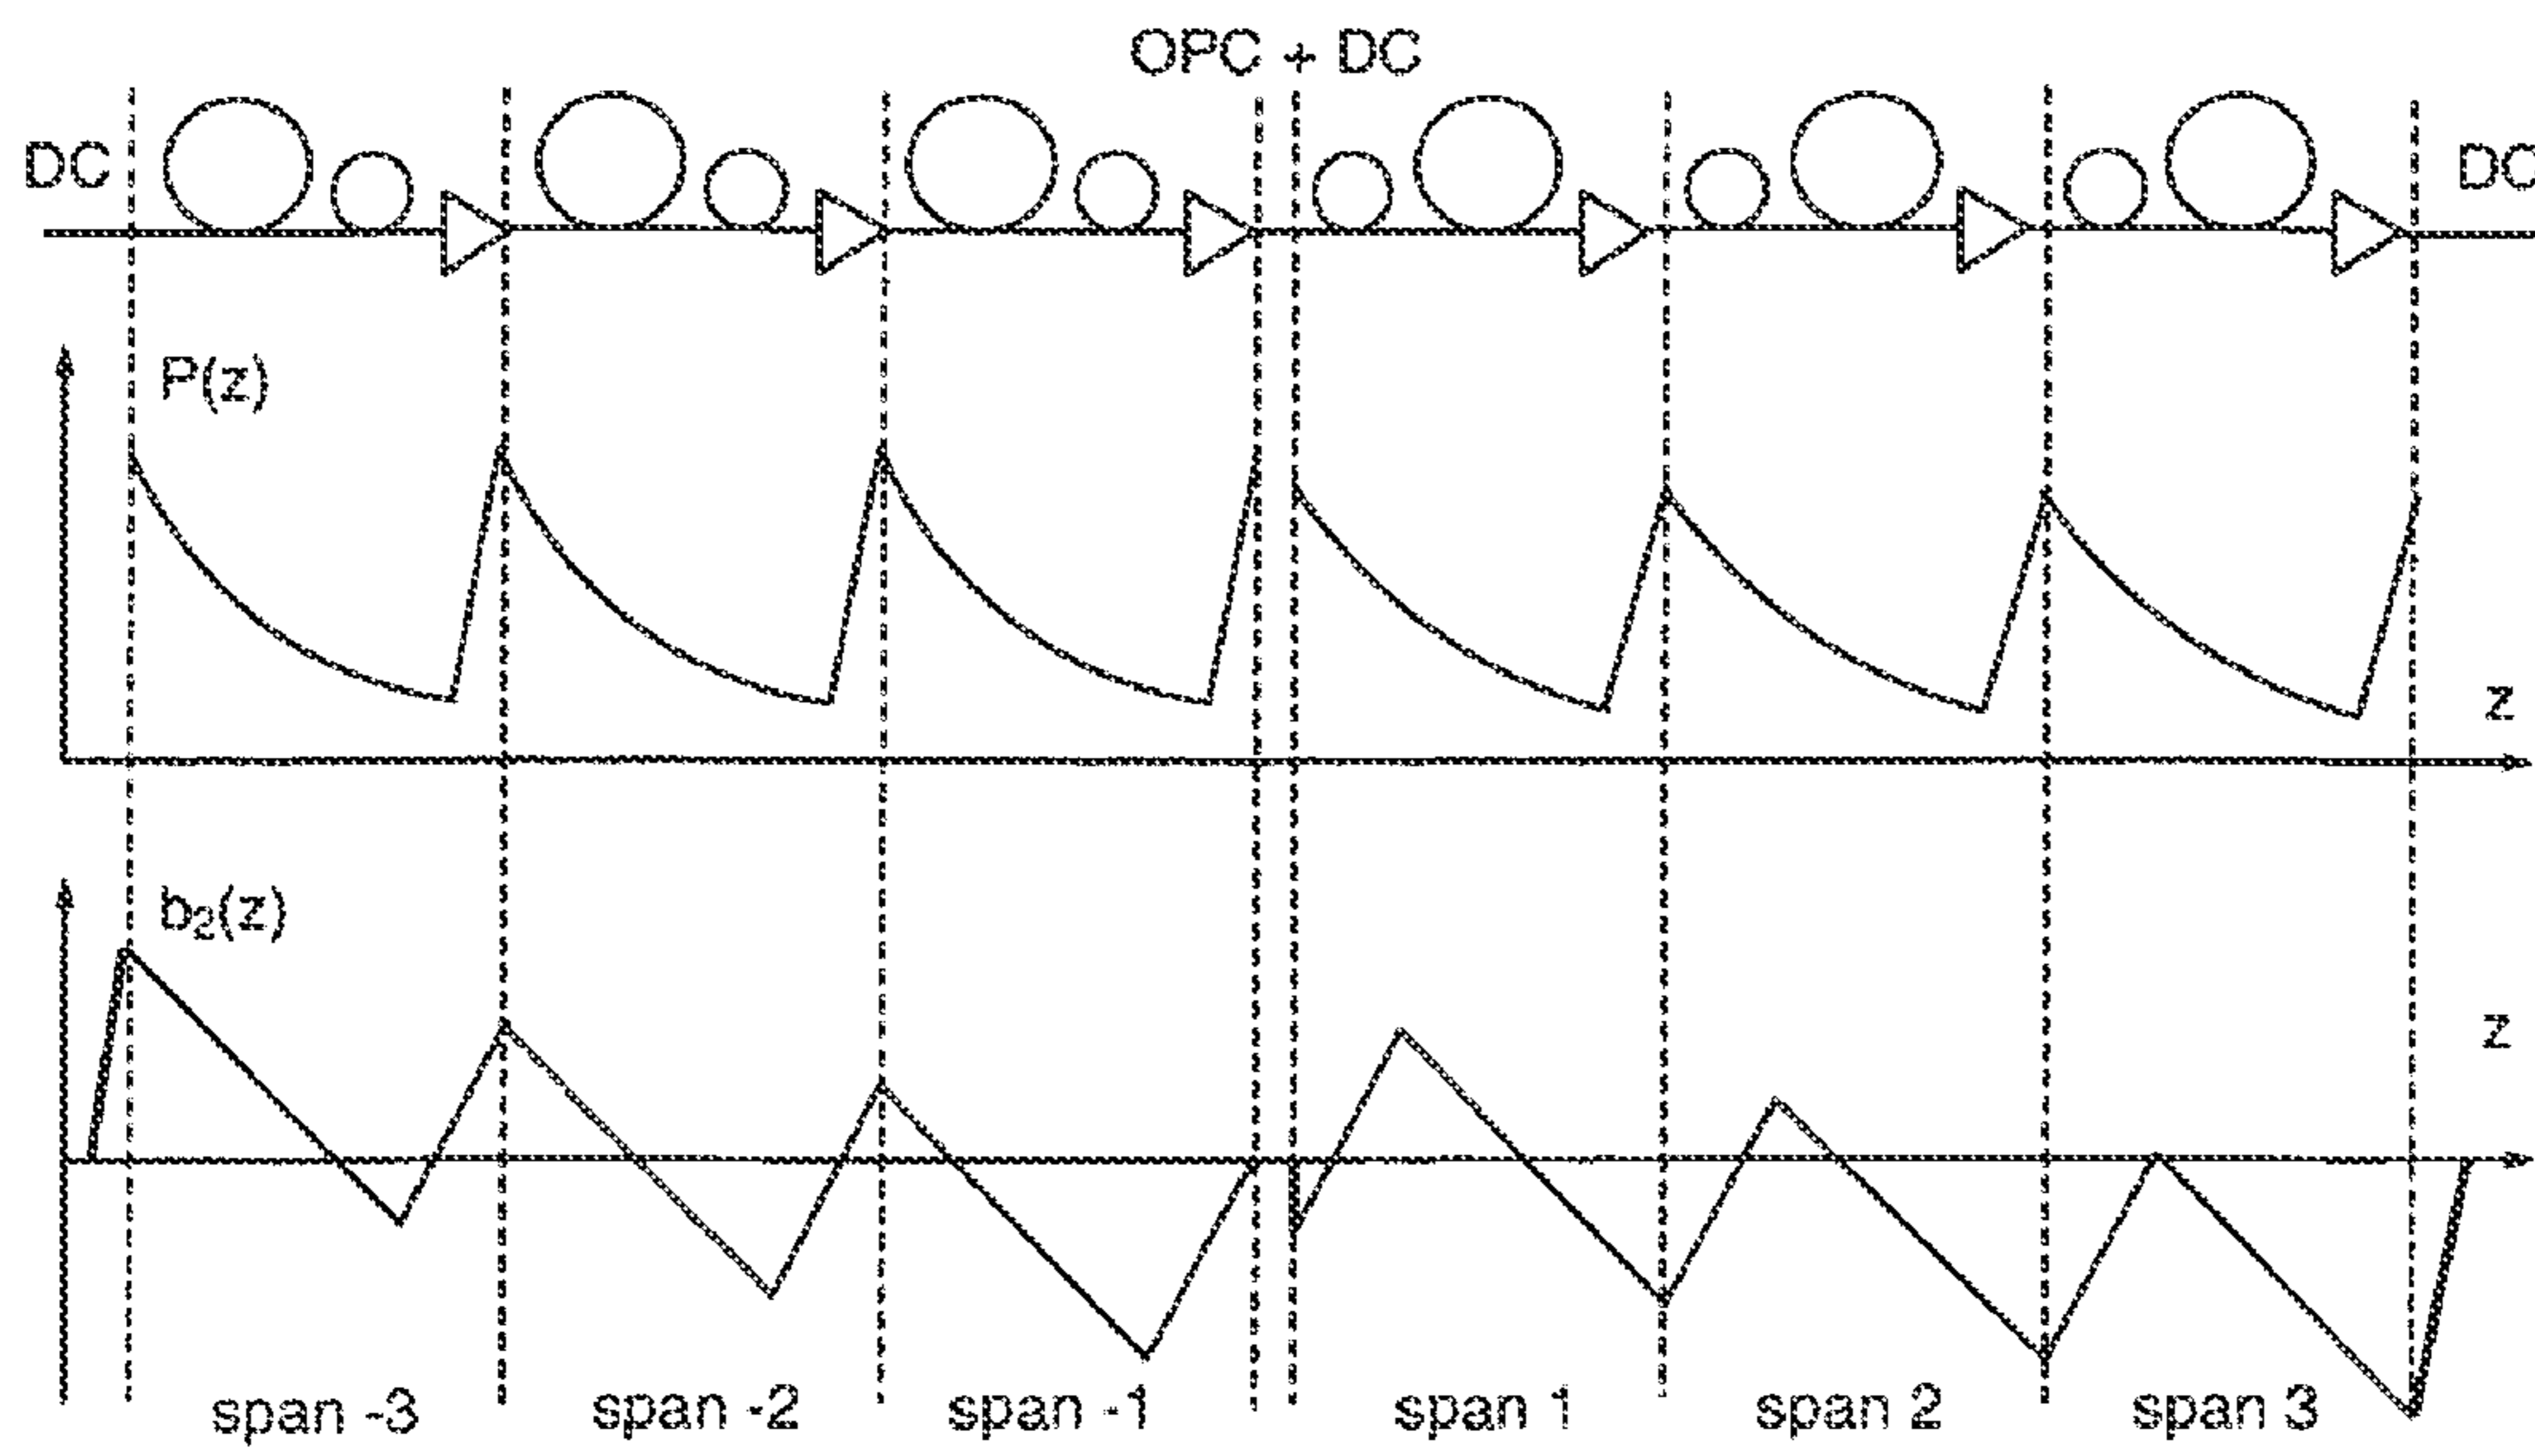 OPC + DC
DC
DC
P(z)
z
b₂(z)
z
span -3
span -2
span -1
span 1
span 2
span 3